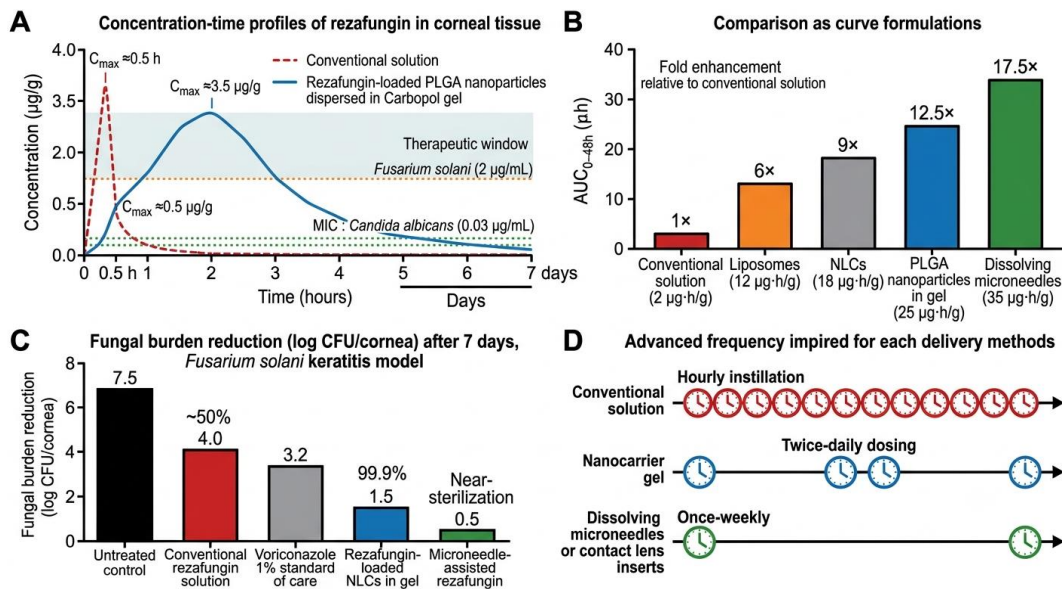 A
Concentration-time profiles of rezafungin in corneal tissue
Concentration (µg/g)
4.0
3.5
2.0
0.5
0.0
Cmax ≈0.5 h
Cmax ≈3.5 µg/g
Cmax ≈0.5 µg/g
Conventional solution
Rezafungin-loaded PLGA nanoparticles
dispersed in Carbopol gel
Therapeutic window
Fusarium solani (2 µg/mL)
MIC : Candida albicans (0.03 µg/mL)
0 0.5 h 1 2 3 4 5 6 7 days
Time (hours)
Days
B
Comparison as curve formulations
Fold enhancement
relative to conventional solution
AUC0–48h (µh)
40
30
20
10
0
1×
6×
9×
12.5×
17.5×
Conventional
solution
(2 µg·h/g)
Liposomes
(12 µg·h/g)
NLCs
(18 µg·h/g)
PLGA
nanoparticles
in gel
(25 µg·h/g)
Dissolving
microneedles
(35 µg·h/g)
C
Fungal burden reduction (log CFU/cornea) after 7 days,
Fusarium solani keratitis model
Fungal burden reduction
(log CFU/cornea)
8
6
4
2
0
7.5
~50%
4.0
3.2
99.9%
1.5
Near-
sterilization
0.5
Untreated
control
Conventional
rezafungin
solution
Voriconazole
1% standard
of care
Rezafungin-
loaded
NLCs in gel
Microneedle-
assisted
rezafungin
D
Advanced frequency impired for each delivery methods
Conventional
solution
Hourly instillation
Nanocarrier
gel
Twice-daily dosing
Dissolving
microneedles
or contact lens
inserts
Once-weekly